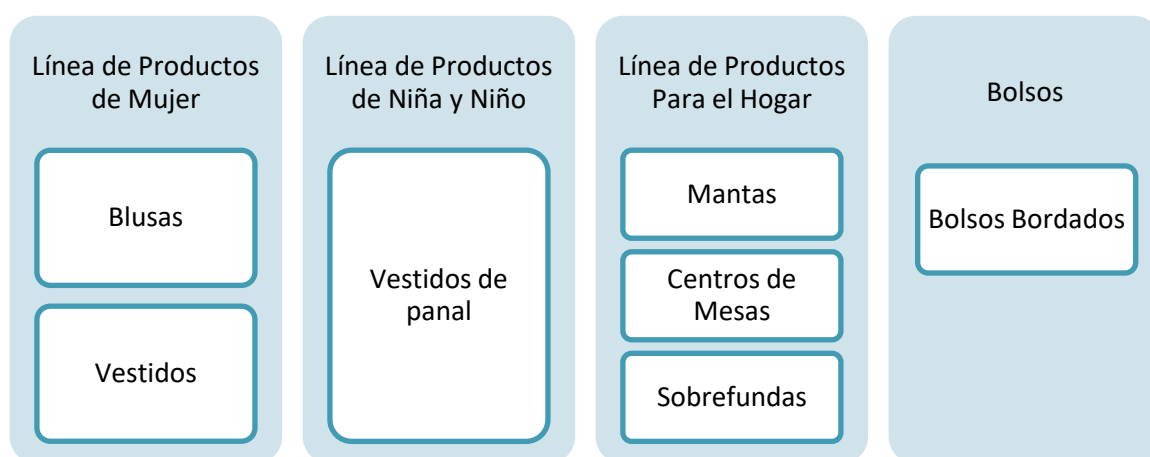 Línea de Productos
de Mujer
Blusas
Vestidos
Línea de Productos
de Niña y Niño
Vestidos de
panal
Línea de Productos
Para el Hogar
Mantas
Centros de
Mesas
Sobrefundas
Bolsos
Bolsos Bordados